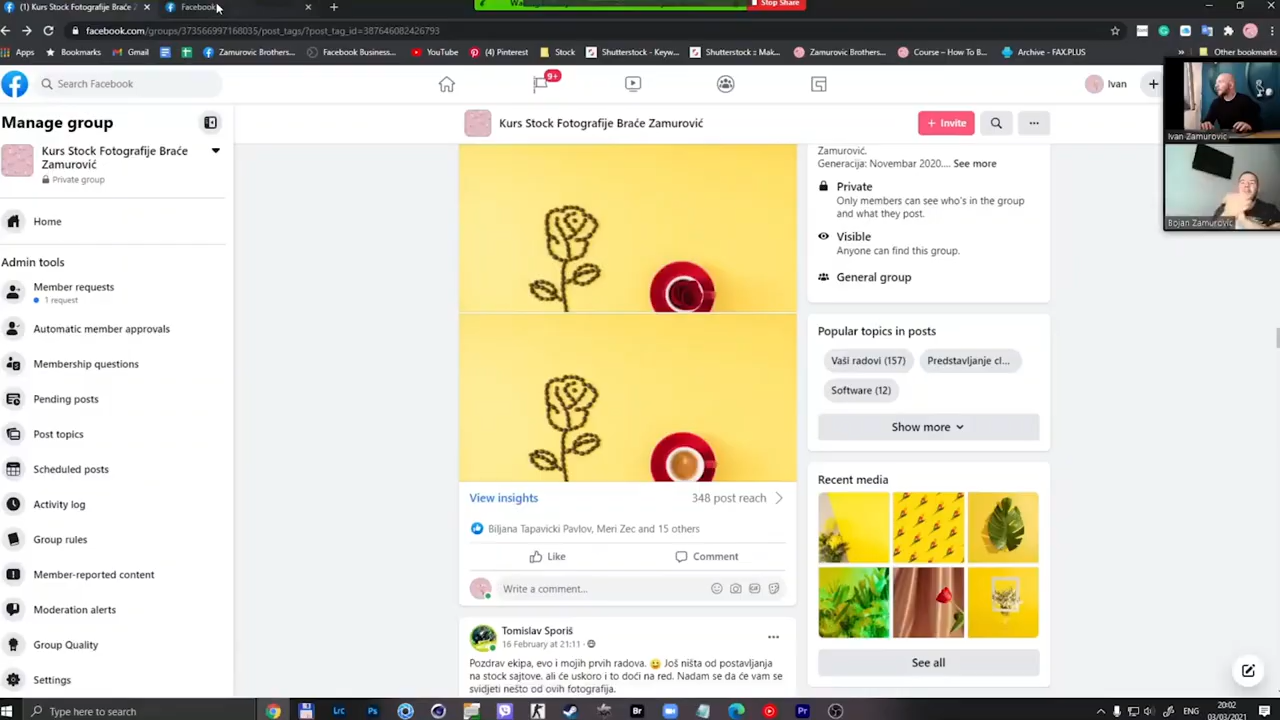 (1) Kurs Stock Fotografije Braće Z
Facebook
Stop Share
facebook.com/groups/373566997168035/post_tags/?post_tag_id=387646082426793
Apps
Bookmarks
Gmail
Zamurovic Brothers...
Facebook Business...
YouTube
(4) Pinterest
Stock
Shutterstock - Keyw...
Shutterstock :: Mak...
Zamurovic Brothers...
Course – How To B...
Archive - FAX.PLUS
»
Other bookmarks
Search Facebook
9+
Ivan
Ivan Zamurovic
Bojan Zamurovic
Manage group
Kurs Stock Fotografije Braće
Zamurović
Private group
Home
Admin tools
Member requests
1 request
Automatic member approvals
Membership questions
Pending posts
Post topics
Scheduled posts
Activity log
Group rules
Member-reported content
Moderation alerts
Group Quality
Settings
Kurs Stock Fotografije Braće Zamurović
+ Invite
View insights
348 post reach
Biljana Tapavicki Pavlov, Meri Zec and 15 others
Like
Comment
Write a comment...
GIF
Tomislav Sporiš
16 February at 21:11
Pozdrav ekipa, evo i mojih prvih radova. 😃 Još ništa od postavljanja
na stock sajtove, ali će uskoro i to doći na red. Nadam se da će vam se
svidjeti nešto od ovih fotografija.
Zamurović.
Generacija: Novembar 2020.... See more
Private
Only members can see who's in the group
and what they post.
Visible
Anyone can find this group.
General group
Popular topics in posts
Vaši radovi (157)
Predstavljanje cl...
Software (12)
Show more
Recent media
See all
Type here to search
LrC
Ps
Br
Pr
ENG
20:02
03/03/2021